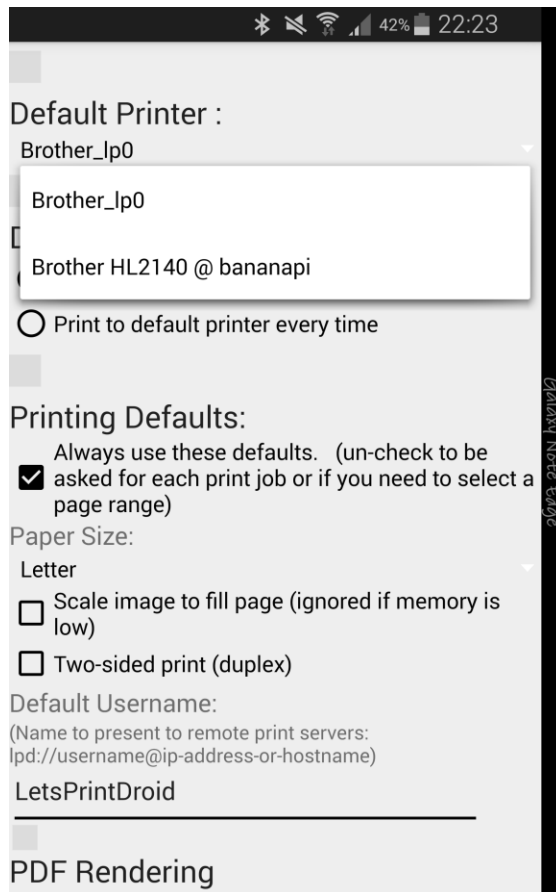 42% 22:23
Default Printer :
Brother_lp0
Brother_lp0
Brother HL2140 @ bananapi
Print to default printer every time
Printing Defaults:
Always use these defaults.   (un-check to be
asked for each print job or if you need to select a
page range)
Paper Size:
Letter
Scale image to fill page (ignored if memory is
low)
Two-sided print (duplex)
Default Username:
(Name to present to remote print servers:
lpd://username@ip-address-or-hostname)
LetsPrintDroid
PDF Rendering
Galaxy Note Edge